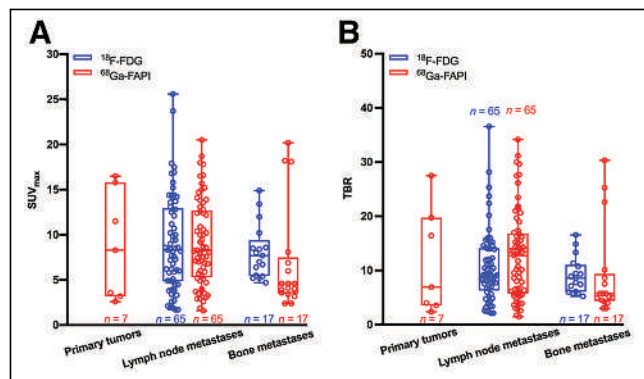 A
B
30
25
20
15
10
5
0
SUVmax
18F-FDG
68Ga-FAPI
n = 7
n = 65
n = 65
n = 17
n = 17
Primary tumors
Lymph node metastases
Bone metastases
50
40
30
20
10
0
TBR
18F-FDG
68Ga-FAPI
n = 65
n = 65
n = 7
n = 17
n = 17
Primary tumors
Lymph node metastases
Bone metastases